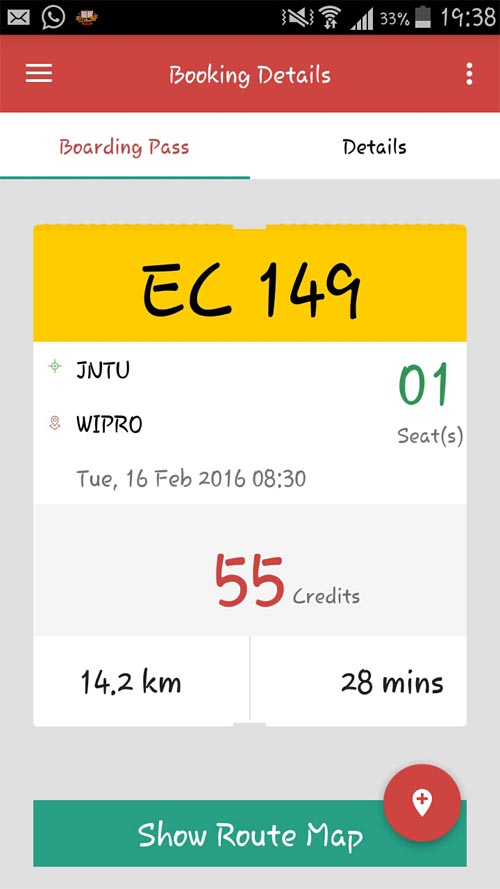 33% 19:38
Booking Details
Boarding Pass Details
EC 149
JNTU
01
WIPRO
Seat(s)
Tue, 16 Feb 2016 08:30
55 Credits
14.2 km 28 mins
Show Route Map